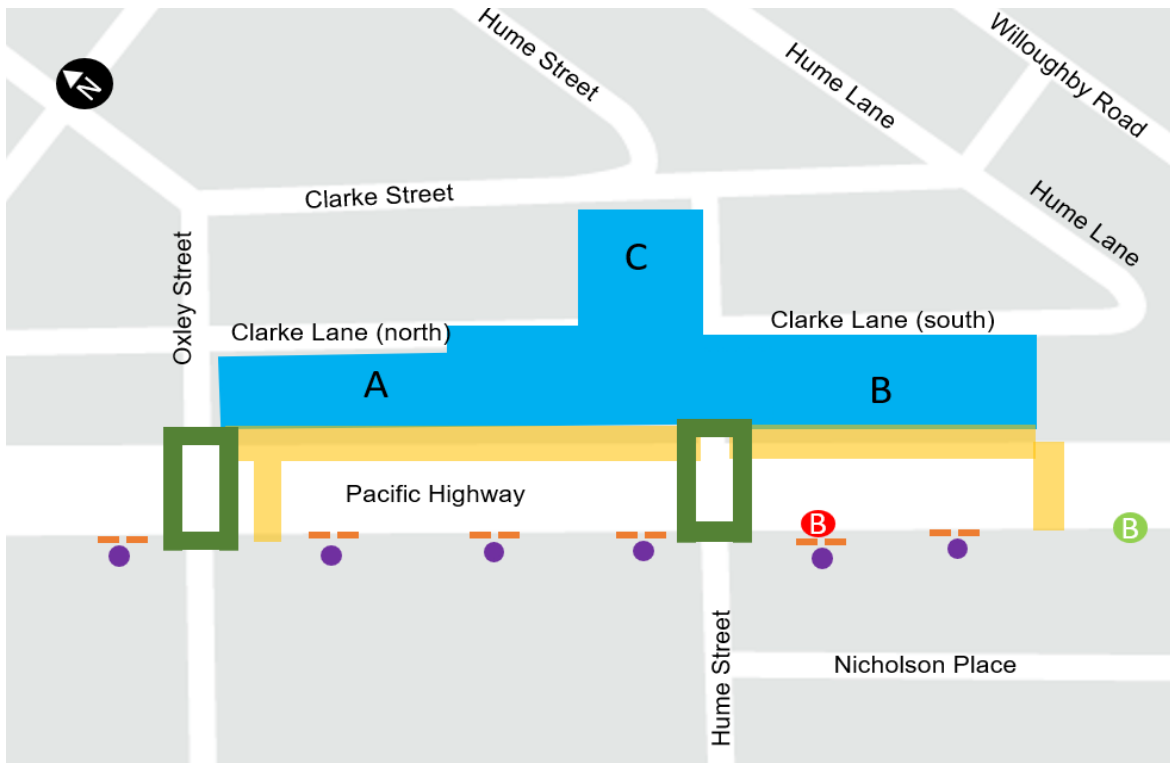 Hume Street
Hume Lane
Willoughby Road
N
Clarke Street
Hume Lane
C
Oxley Street
Clarke Lane (north)
Clarke Lane (south)
A
B
Pacific Highway
B
B
Hume Street
Nicholson Place